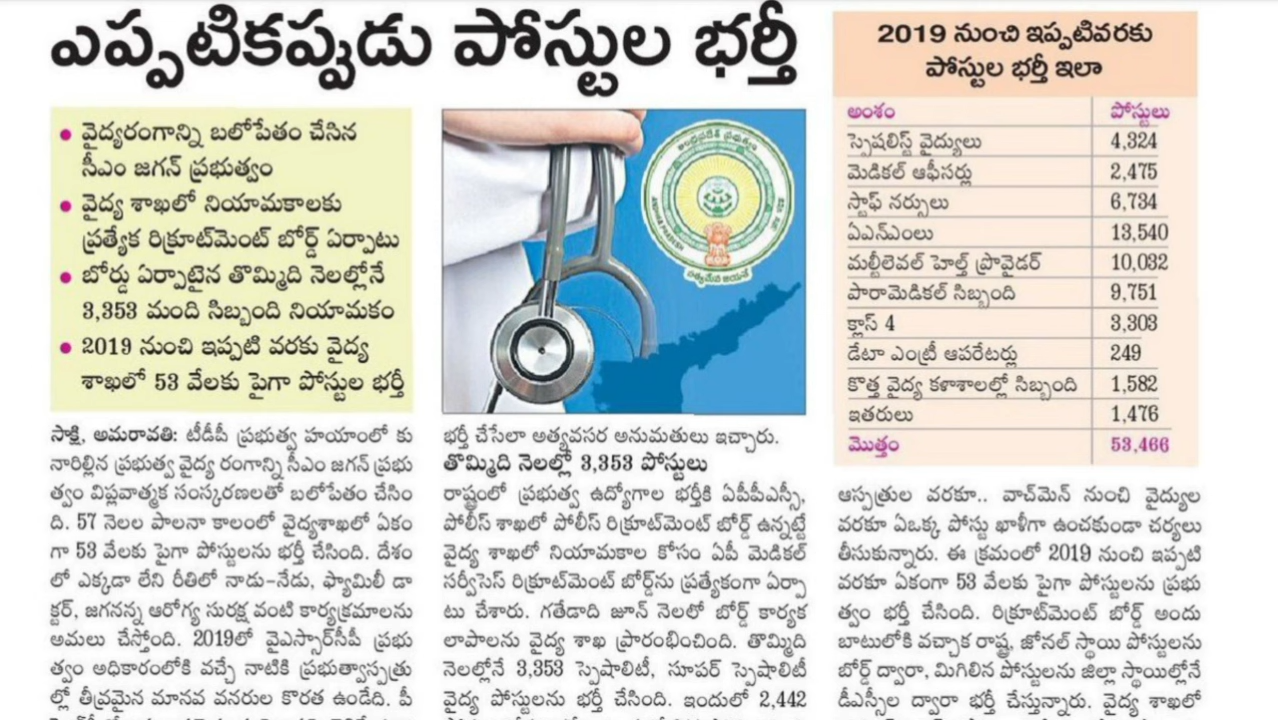 ఎప్పటికప్పుడు పోస్టుల భర్తీ
• వైద్యరంగాన్ని బలోపేతం చేసిన
సీఎం జగన్ ప్రభుత్వం
• వైద్య శాఖలో నియామకాలకు
ప్రత్యేక రిక్రూట్‌మెంట్ బోర్డ్ ఏర్పాటు
• బోర్డు ఏర్పాటైన తొమ్మిది నెలల్లోనే
3,353 మంది సిబ్బంది నియామకం
• 2019 నుంచి ఇప్పటి వరకు వైద్య
శాఖలో 53 వేలకు పైగా పోస్టుల భర్తీ
సాక్షి, అమరావతి: టీడీపీ ప్రభుత్వ హయాంలో కు
నారిల్లిన ప్రభుత్వ వైద్య రంగాన్ని సీఎం జగన్ ప్రభు
త్వం విప్లవాత్మక సంస్కరణలతో బలోపేతం చేసిం
ది. 57 నెలల పాలనా కాలంలో వైద్యశాఖలో ఏకం
గా 53 వేలకు పైగా పోస్టులను భర్తీ చేసింది. దేశం
లో ఎక్కడా లేని రీతిలో నాడు–నేడు, ఫ్యామిలీ డా
క్టర్, జగనన్న ఆరోగ్య సురక్ష వంటి కార్యక్రమాలను
అమలు చేస్తోంది. 2019లో వైఎస్సార్‌సీపీ ప్రభు
త్వం అధికారంలోకి వచ్చే నాటికి ప్రభుత్వాస్పత్రు
ల్లో తీవ్రమైన మానవ వనరుల కొరత ఉండేది. పీ
ఆంధ్రప్రదేశ్ ప్రభుత్వం
సత్యమేవ జయతే
భర్తీ చేసేలా అత్యవసర అనుమతులు ఇచ్చారు.
తొమ్మిది నెలల్లో 3,353 పోస్టులు
రాష్ట్రంలో ప్రభుత్వ ఉద్యోగాల భర్తీకి ఏపీపీఎస్సీ,
పోలీస్ శాఖలో పోలీస్ రిక్రూట్‌మెంట్ బోర్డ్ ఉన్నట్టే
వైద్య శాఖలో నియామకాల కోసం ఏపీ మెడికల్
సర్వీసెస్ రిక్రూట్‌మెంట్ బోర్డ్‌ను ప్రత్యేకంగా ఏర్పా
టు చేశారు. గతేడాది జూన్ నెలలో బోర్డ్ కార్యక
లాపాలను వైద్య శాఖ ప్రారంభించింది. తొమ్మిది
నెలల్లోనే 3,353 స్పెషాలిటీ, సూపర్ స్పెషాలిటీ
వైద్య పోస్టులను భర్తీ చేసింది. ఇందులో 2,442
2019 నుంచి ఇప్పటివరకు
పోస్టుల భర్తీ ఇలా
అంశం పోస్టులు
స్పెషలిస్ట్ వైద్యులు 4,324
మెడికల్ ఆఫీసర్లు 2,475
స్టాఫ్ నర్సులు 6,734
ఏఎన్ఎంలు 13,540
మల్టీలెవల్ హెల్త్ ప్రొవైడర్ 10,032
పారామెడికల్ సిబ్బంది 9,751
క్లాస్ 4 3,303
డేటా ఎంట్రీ ఆపరేటర్లు 249
కొత్త వైద్య కళాశాలల్లో సిబ్బంది 1,582
ఇతరులు 1,476
మొత్తం 53,466
ఆస్పత్రుల వరకూ.. వాచ్‌మెన్ నుంచి వైద్యుల
వరకూ ఏఒక్క పోస్టు ఖాళీగా ఉంచకుండా చర్యలు
తీసుకున్నారు. ఈ క్రమంలో 2019 నుంచి ఇప్పటి
వరకూ ఏకంగా 53 వేలకు పైగా పోస్టులను ప్రభు
త్వం భర్తీ చేసింది. రిక్రూట్‌మెంట్ బోర్డ్ అందు
బాటులోకి వచ్చాక రాష్ట్ర, జోనల్ స్థాయి పోస్టులను
బోర్డ్ ద్వారా, మిగిలిన పోస్టులను జిల్లా స్థాయిల్లోనే
డీఎస్సీల ద్వారా భర్తీ చేస్తున్నారు. వైద్య శాఖలో